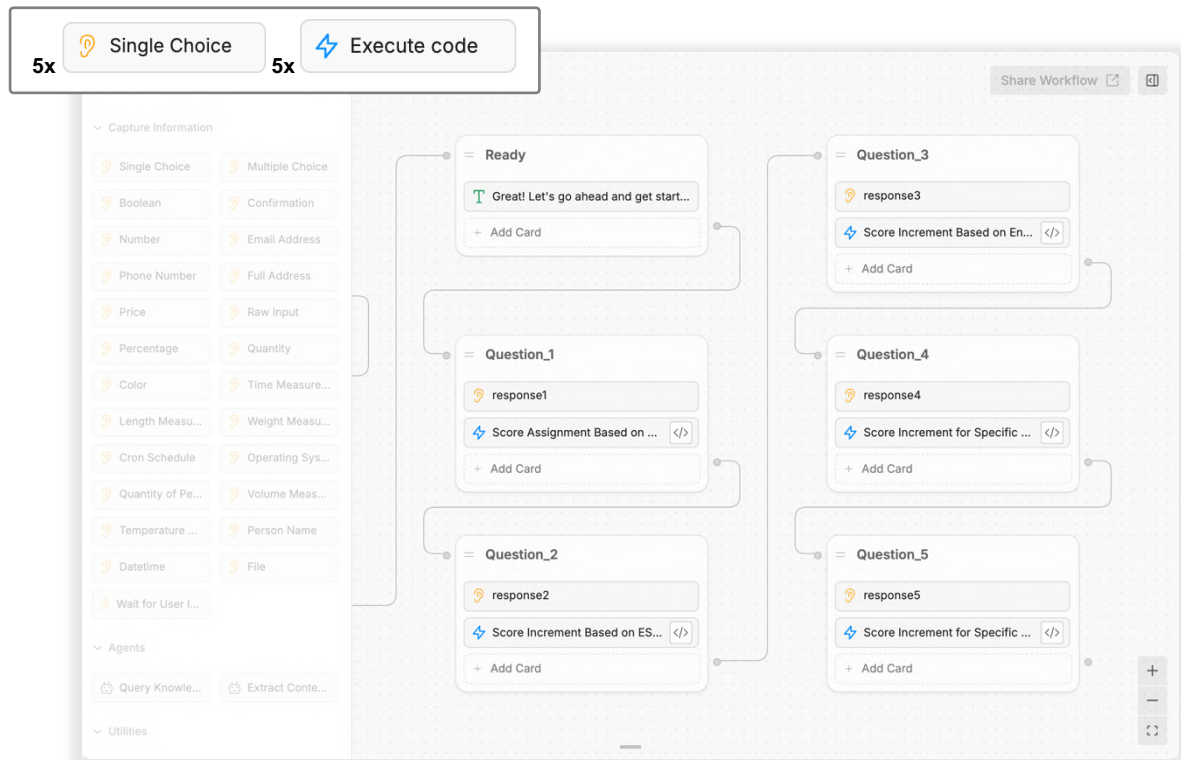 5x Single Choice 5x Execute code
Share Workflow
Capture Information
Single Choice Multiple Choice
Boolean Confirmation
Number Email Address
Phone Number Full Address
Price Raw Input
Percentage Quantity
Color Time Measure...
Length Measu... Weight Measu...
Cron Schedule Operating Sys...
Quantity of Pe... Volume Meas...
Temperature ... Person Name
Datetime File
Wait for User I...
Agents
Query Knowle... Extract Conte...
Utilities
Ready
Great! Let's go ahead and get start...
+ Add Card
Question_1
response1
Score Assignment Based on ... </>
+ Add Card
Question_2
response2
Score Increment Based on ES... </>
+ Add Card
Question_3
response3
Score Increment Based on En... </>
+ Add Card
Question_4
response4
Score Increment for Specific ... </>
+ Add Card
Question_5
response5
Score Increment for Specific ... </>
+ Add Card